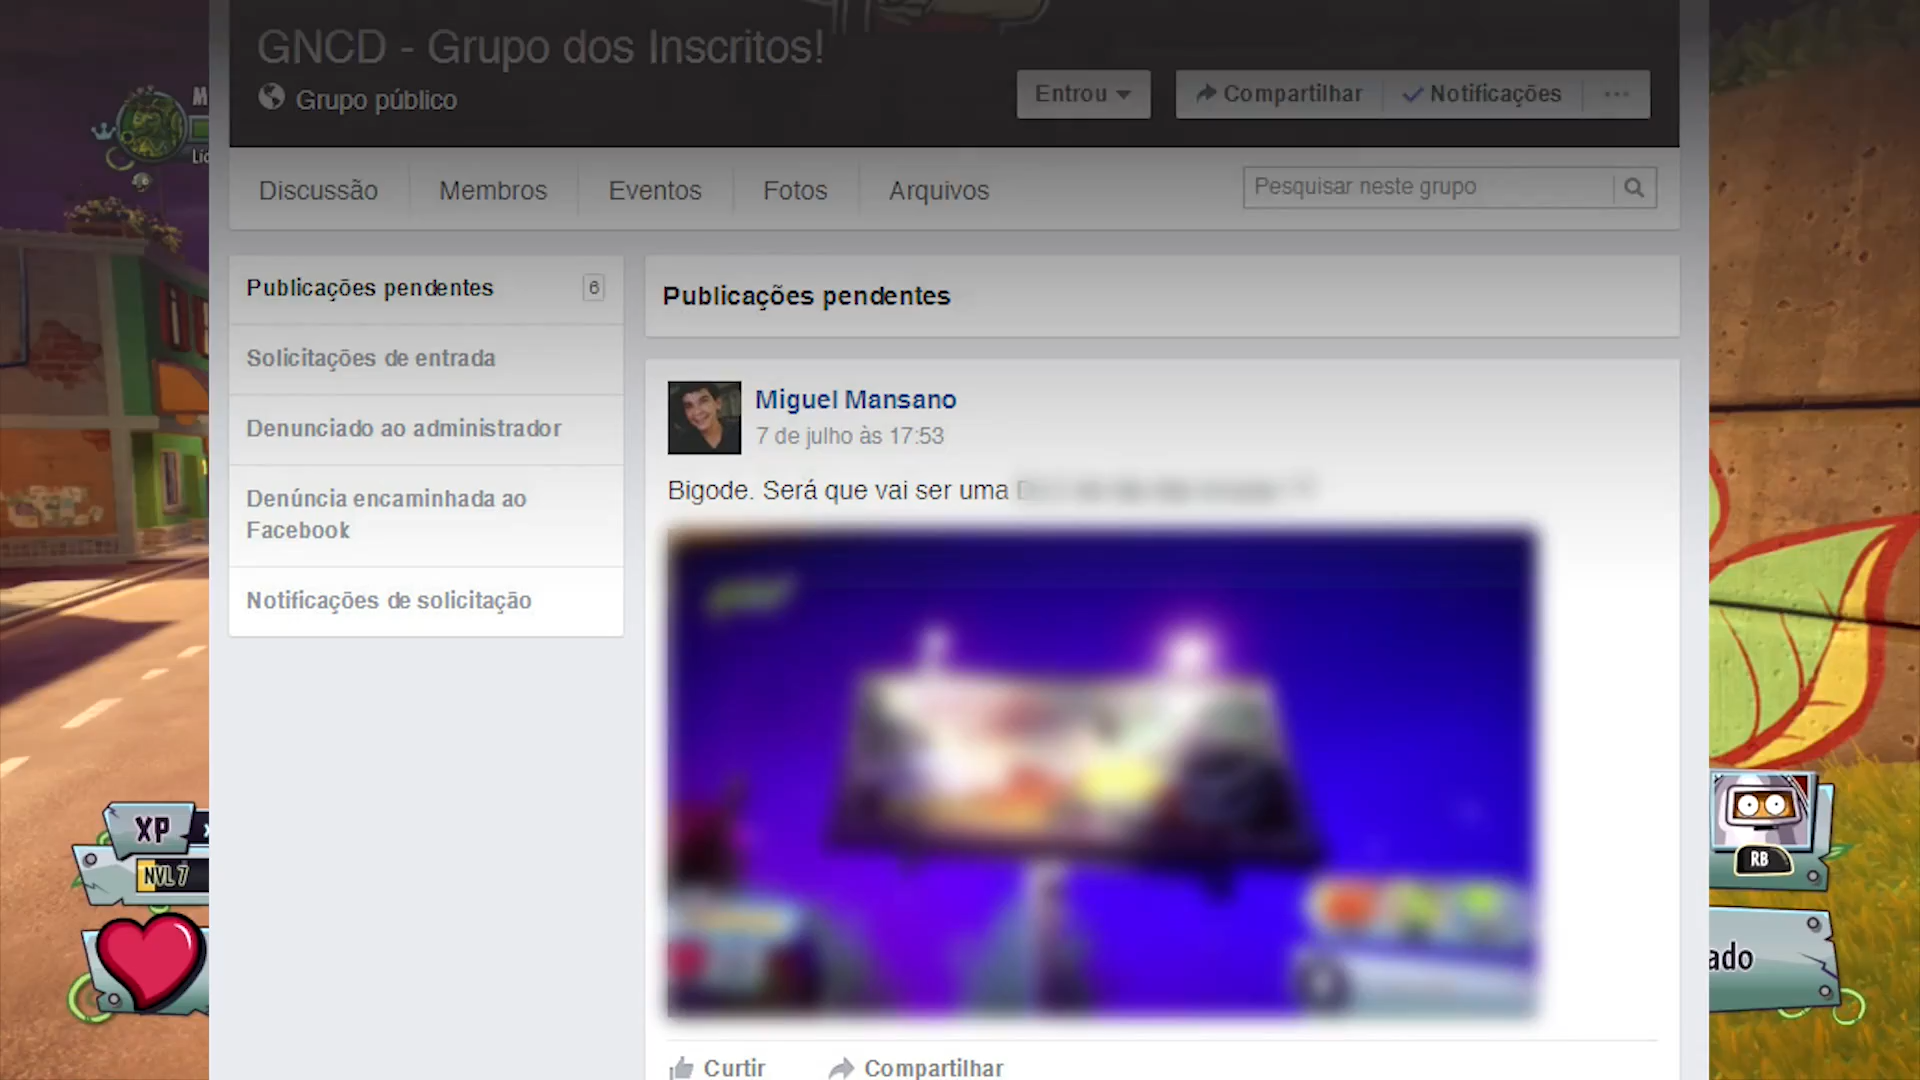 GNCD - Grupo dos Inscritos!
Grupo público
Entrou
Compartilhar
Notificações
Discussão
Membros
Eventos
Fotos
Arquivos
Pesquisar neste grupo
Publicações pendentes
6
Solicitações de entrada
Denunciado ao administrador
Denúncia encaminhada ao
Facebook
Notificações de solicitação
Publicações pendentes
Miguel Mansano
7 de julho às 17:53
Bigode. Será que vai ser uma
Curtir
Compartilhar
XP
NVL 7
RB